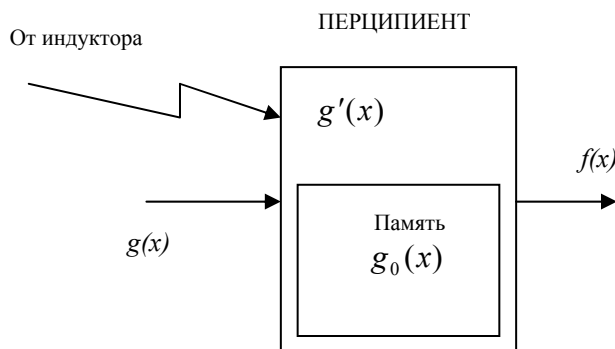 ПЕРЦИПИЕНТ
От индуктора
g′(x)
f(x)
g(x)
Память
g₀(x)